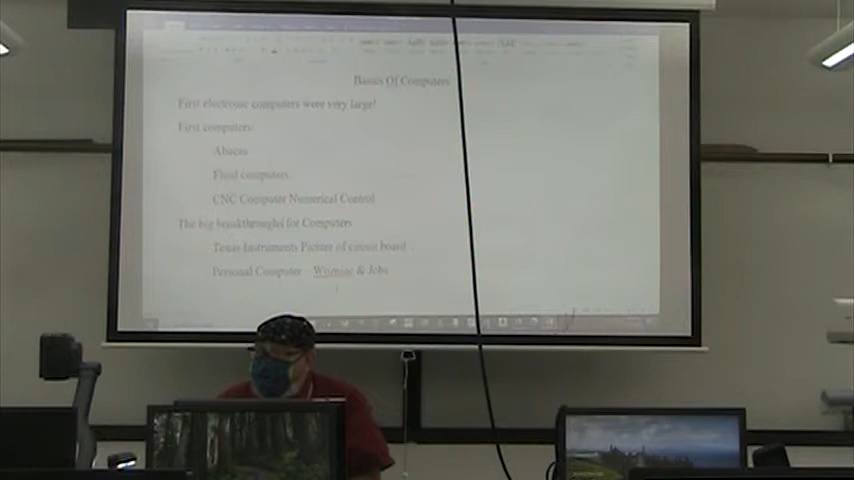 Basics Of Computers
First electronic computers were very large!
First computers:
Abacus
Fluid computers
CNC Computer Numerical Control
The big breakthrough(s) for Computers
Texas Instruments Picture of circuit board
Personal Computer Wozniac & Jobs